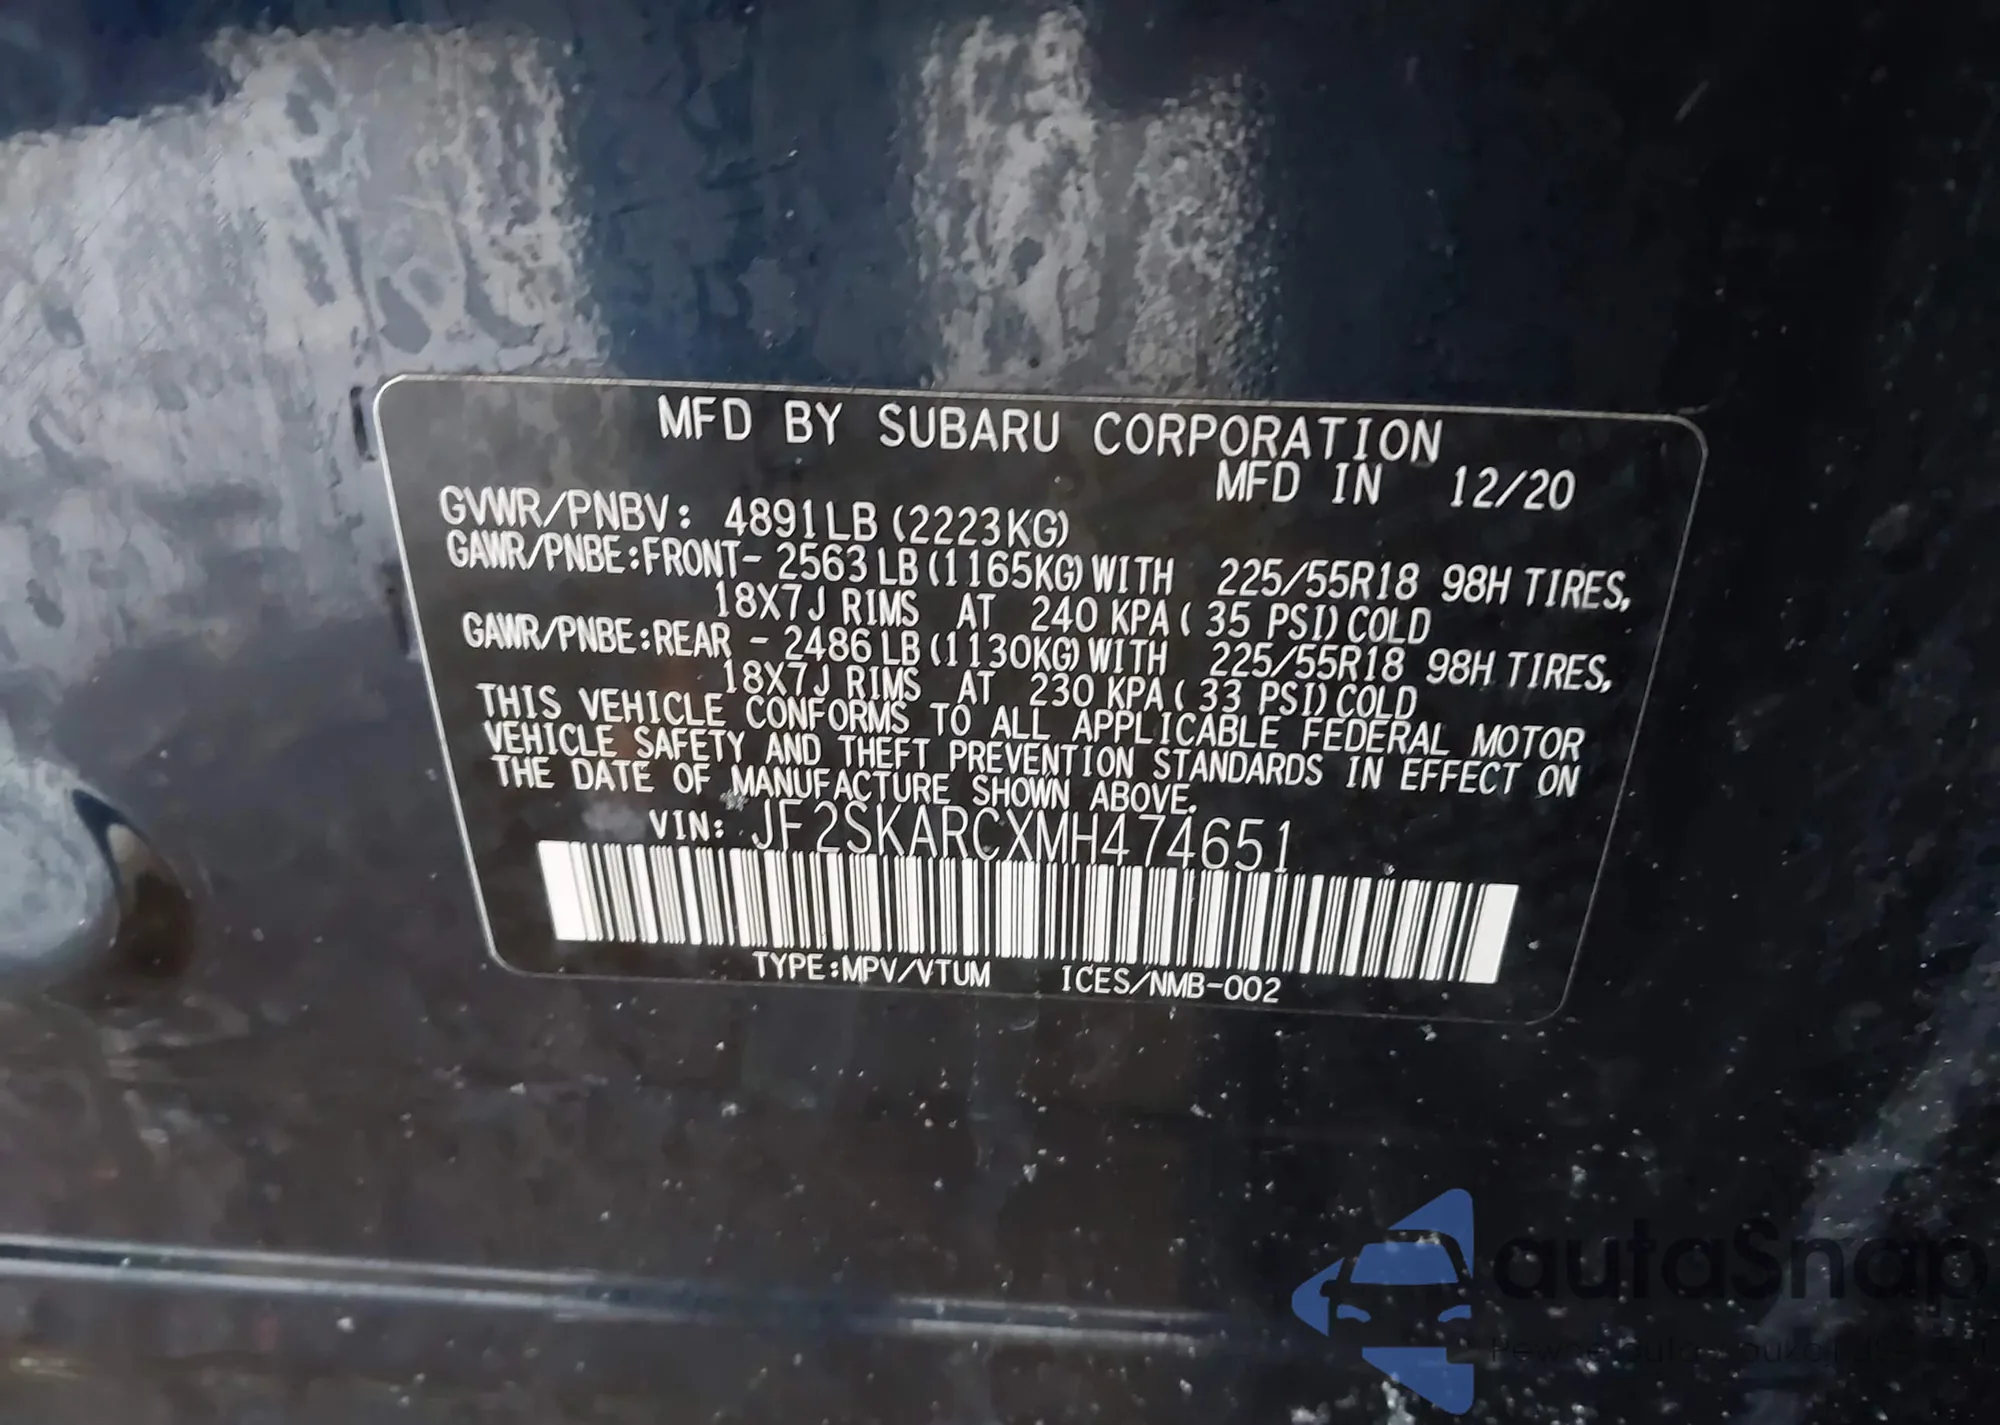 MFD BY SUBARU CORPORATION
MFD IN 12/20
GVWR/PNBV: 4891LB (2223KG)
GAWR/PNBE:FRONT- 2563 LB (1165KG) WITH 225/55R18 98H TIRES,
18X7J RIMS AT 240 KPA ( 35 PSI) COLD
GAWR/PNBE:REAR - 2486 LB (1130KG) WITH 225/55R18 98H TIRES,
18X7J RIMS AT 230 KPA ( 33 PSI) COLD
THIS VEHICLE CONFORMS TO ALL APPLICABLE FEDERAL MOTOR
VEHICLE SAFETY AND THEFT PREVENTION STANDARDS IN EFFECT ON
THE DATE OF MANUFACTURE SHOWN ABOVE.
VIN: JF2SKARCXMH474651
TYPE:MPV/VTUM ICES/NMB-002
autaSnap